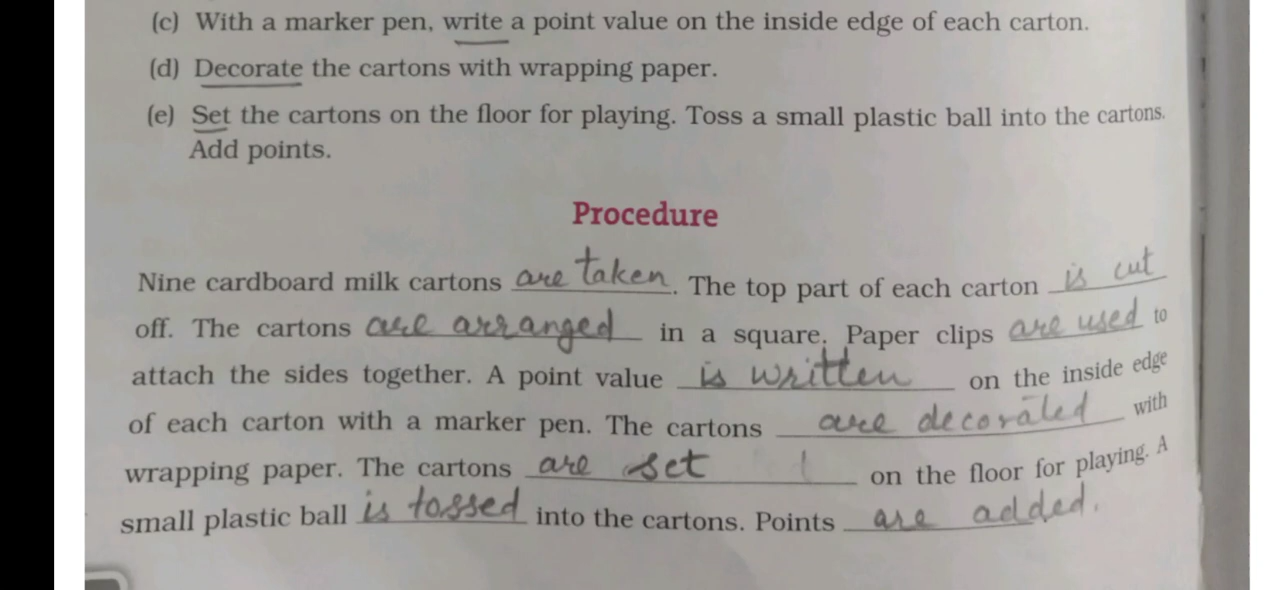 (c) With a marker pen, write a point value on the inside edge of each carton.
(d) Decorate the cartons with wrapping paper.
(e) Set the cartons on the floor for playing. Toss a small plastic ball into the cartons.
Add points.
Procedure
Nine cardboard milk cartons are taken. The top part of each carton is cut
off. The cartons are arranged in a square. Paper clips are used to
attach the sides together. A point value is written on the inside edge
of each carton with a marker pen. The cartons are decorated with
wrapping paper. The cartons are set on the floor for playing. A
small plastic ball is tossed into the cartons. Points are added.